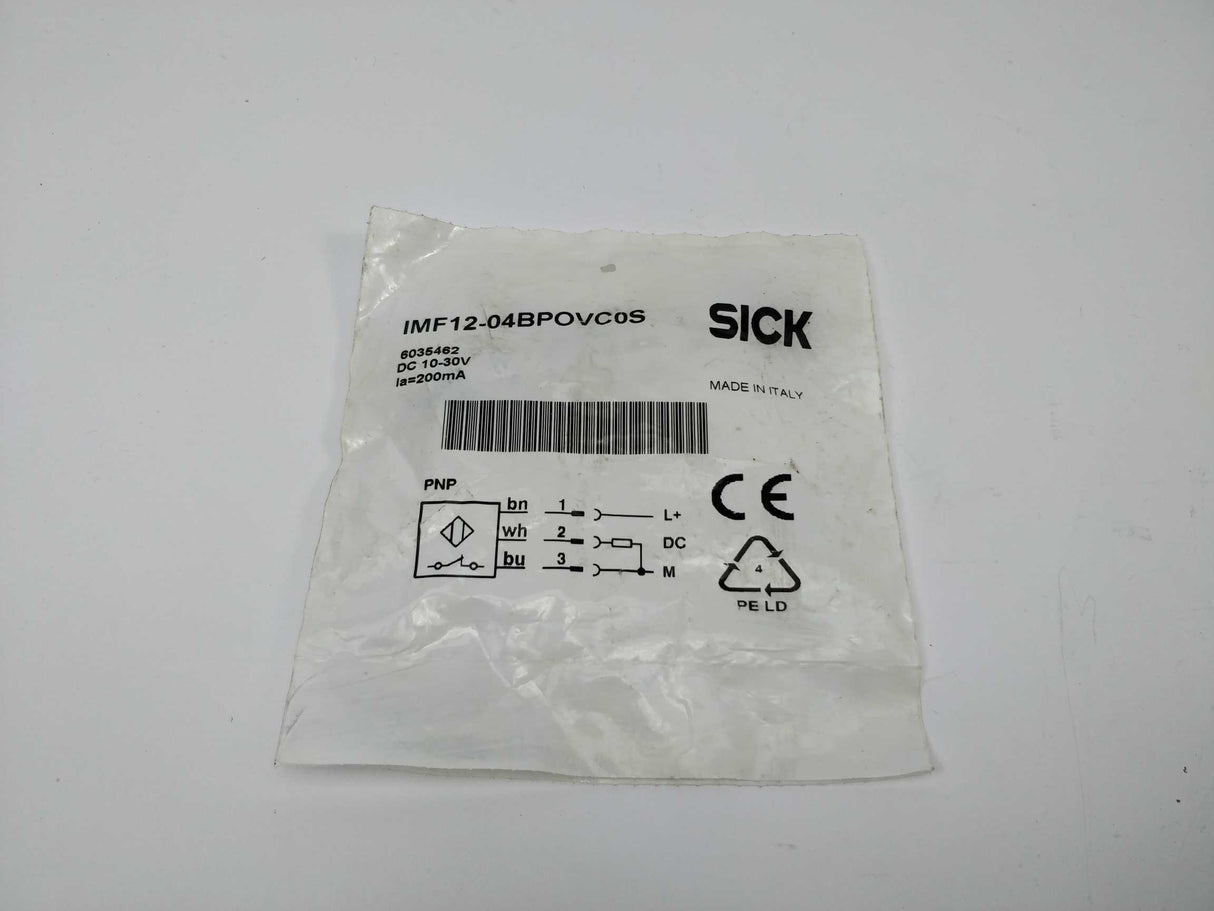 IMF12-04BPOVC0S
SICK
6035462
DC 10-30V
Ia=200mA
MADE IN ITALY
PNP
bn 1 L+
wh 2 DC
bu 3 M
CE
4
PE LD